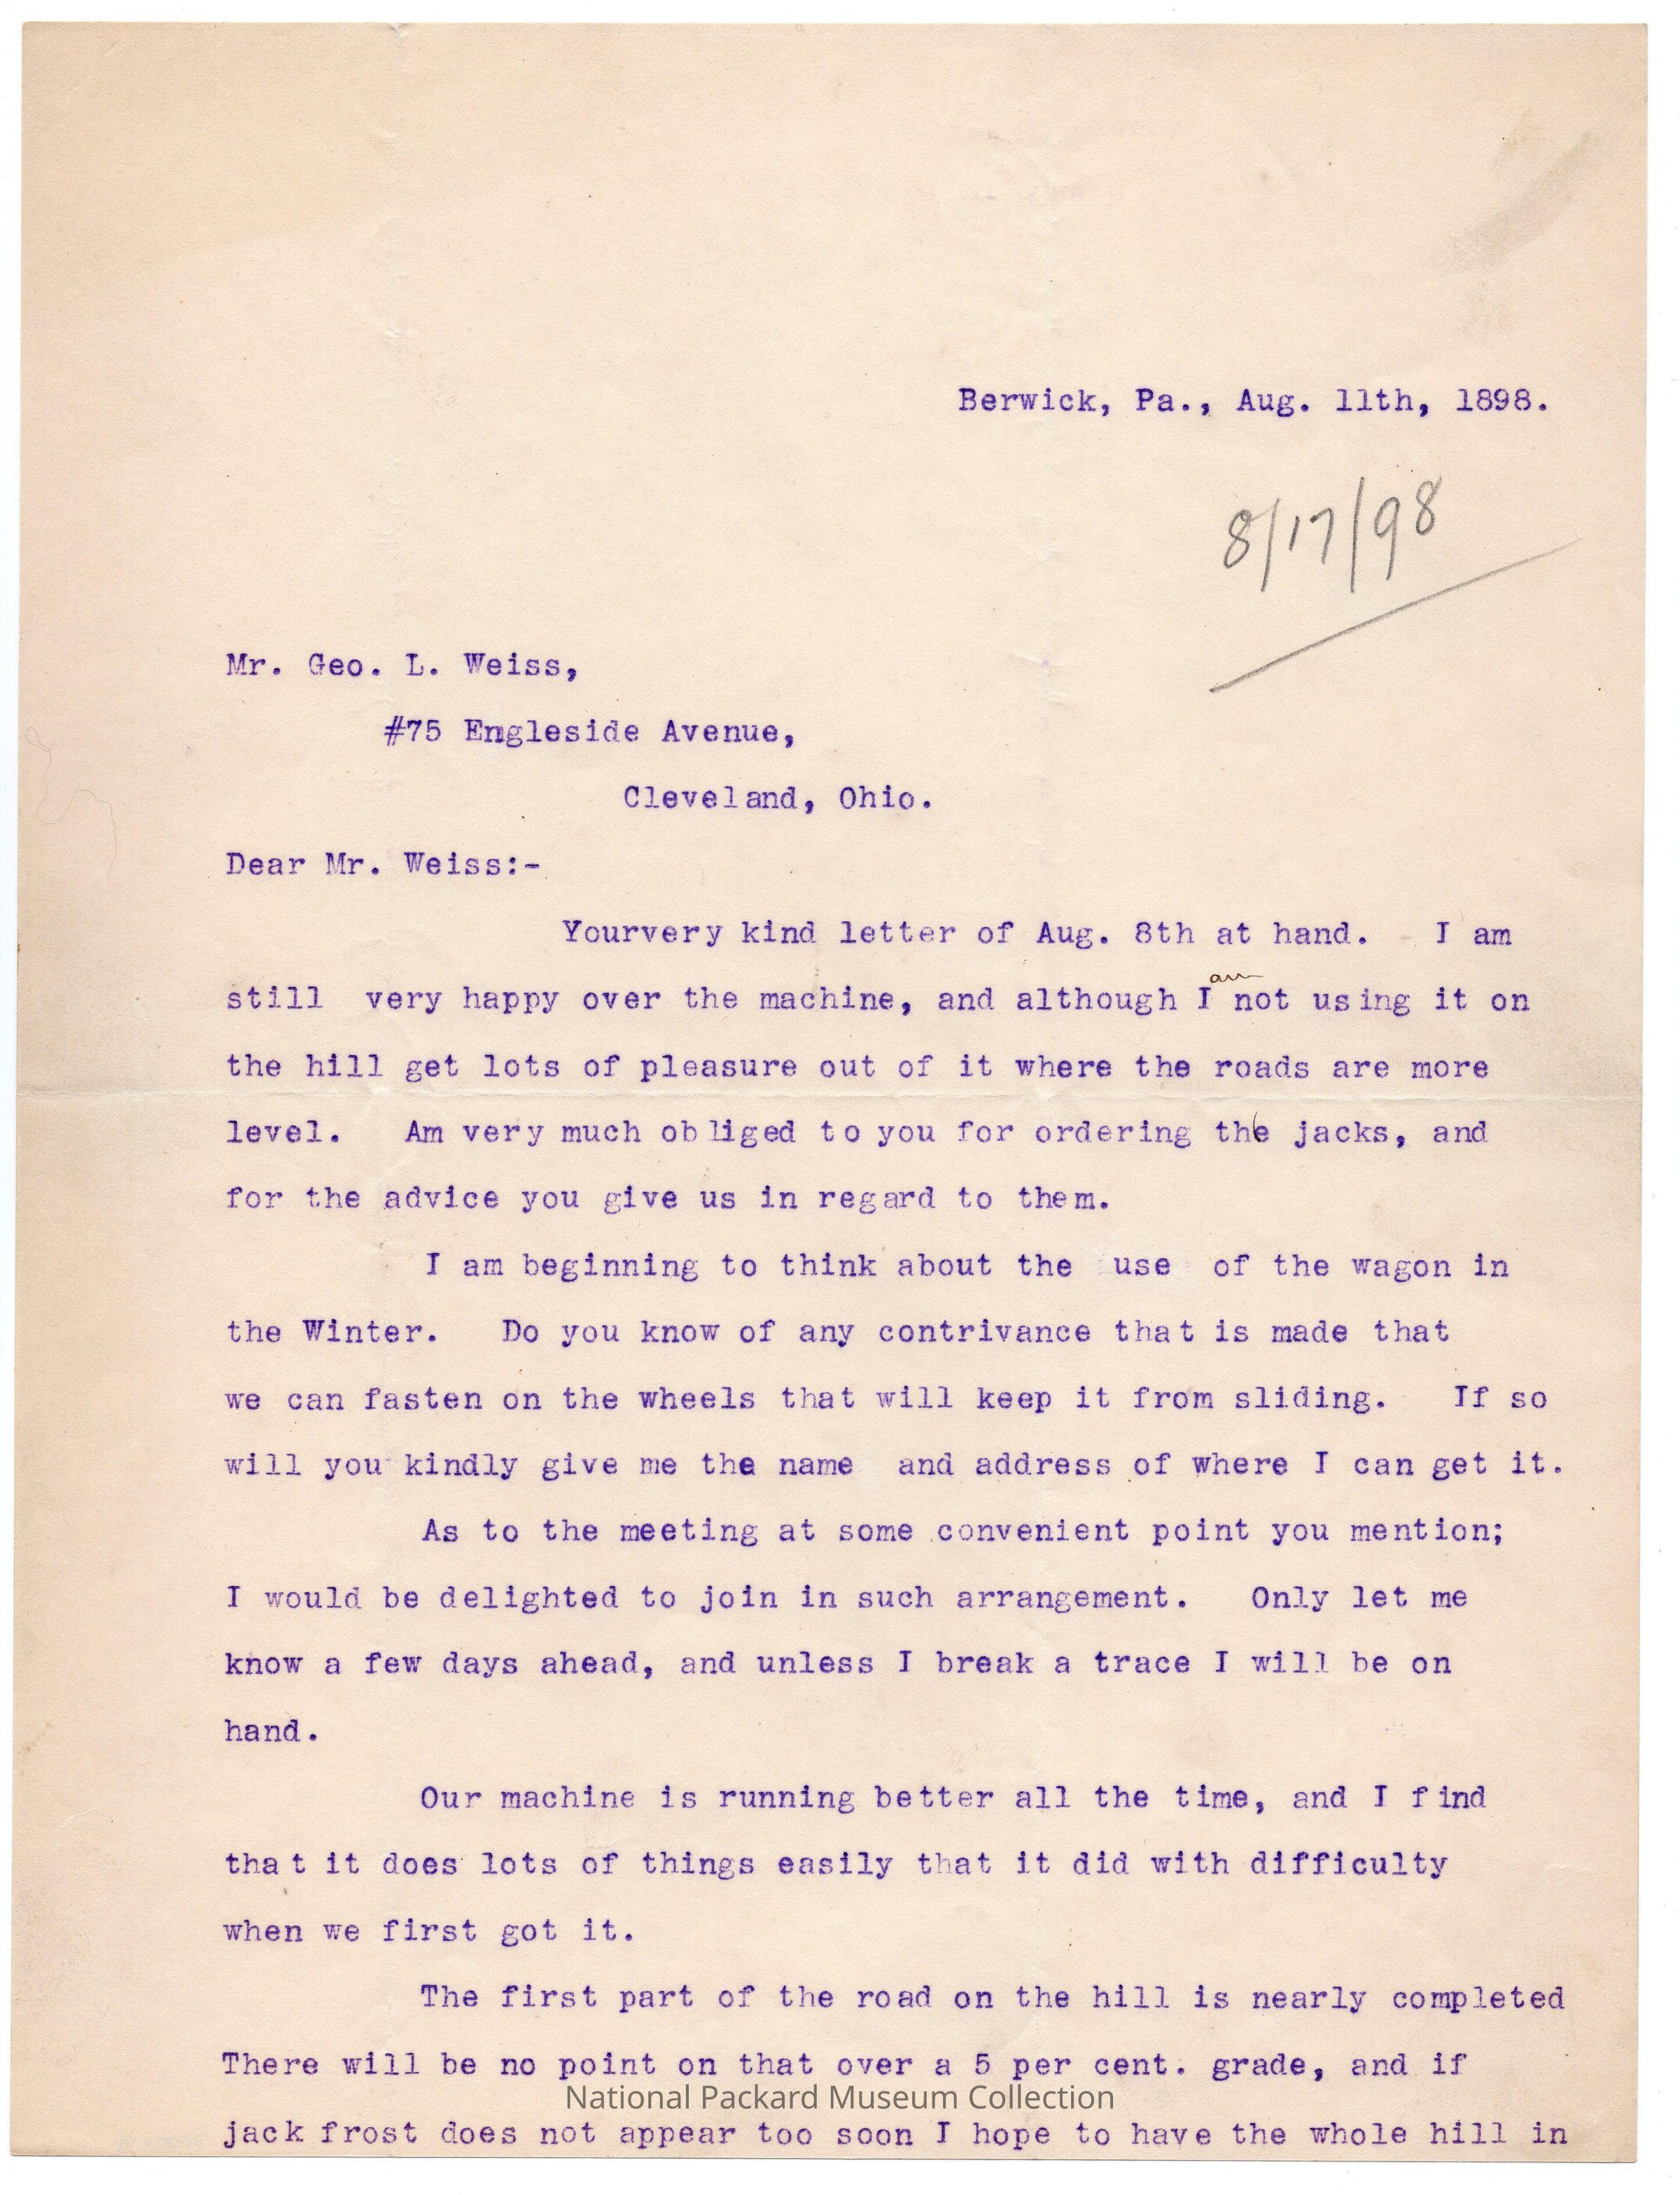 Berwick, Pa., Aug. 11th, 1898.
8/17/98
Mr. Geo. L. Weiss,
#75 Engleside Avenue,
Cleveland, Ohio.
Dear Mr. Weiss:-
Yourvery kind letter of Aug. 8th at hand. I am
am
still very happy over the machine, and although I not using it on
the hill get lots of pleasure out of it where the roads are more
level. Am very much obliged to you for ordering the jacks, and
for the advice you give us in regard to them.
I am beginning to think about the use of the wagon in
the Winter. Do you know of any contrivance that is made that
we can fasten on the wheels that will keep it from sliding. If so
will you kindly give me the name and address of where I can get it.
As to the meeting at some convenient point you mention;
I would be delighted to join in such arrangement. Only let me
know a few days ahead, and unless I break a trace I will be on
hand.
Our machine is running better all the time, and I find
that it does lots of things easily that it did with difficulty
when we first got it.
The first part of the road on the hill is nearly completed
There will be no point on that over a 5 per cent. grade, and if
National Packard Museum Collection
jack frost does not appear too soon I hope to have the whole hill in